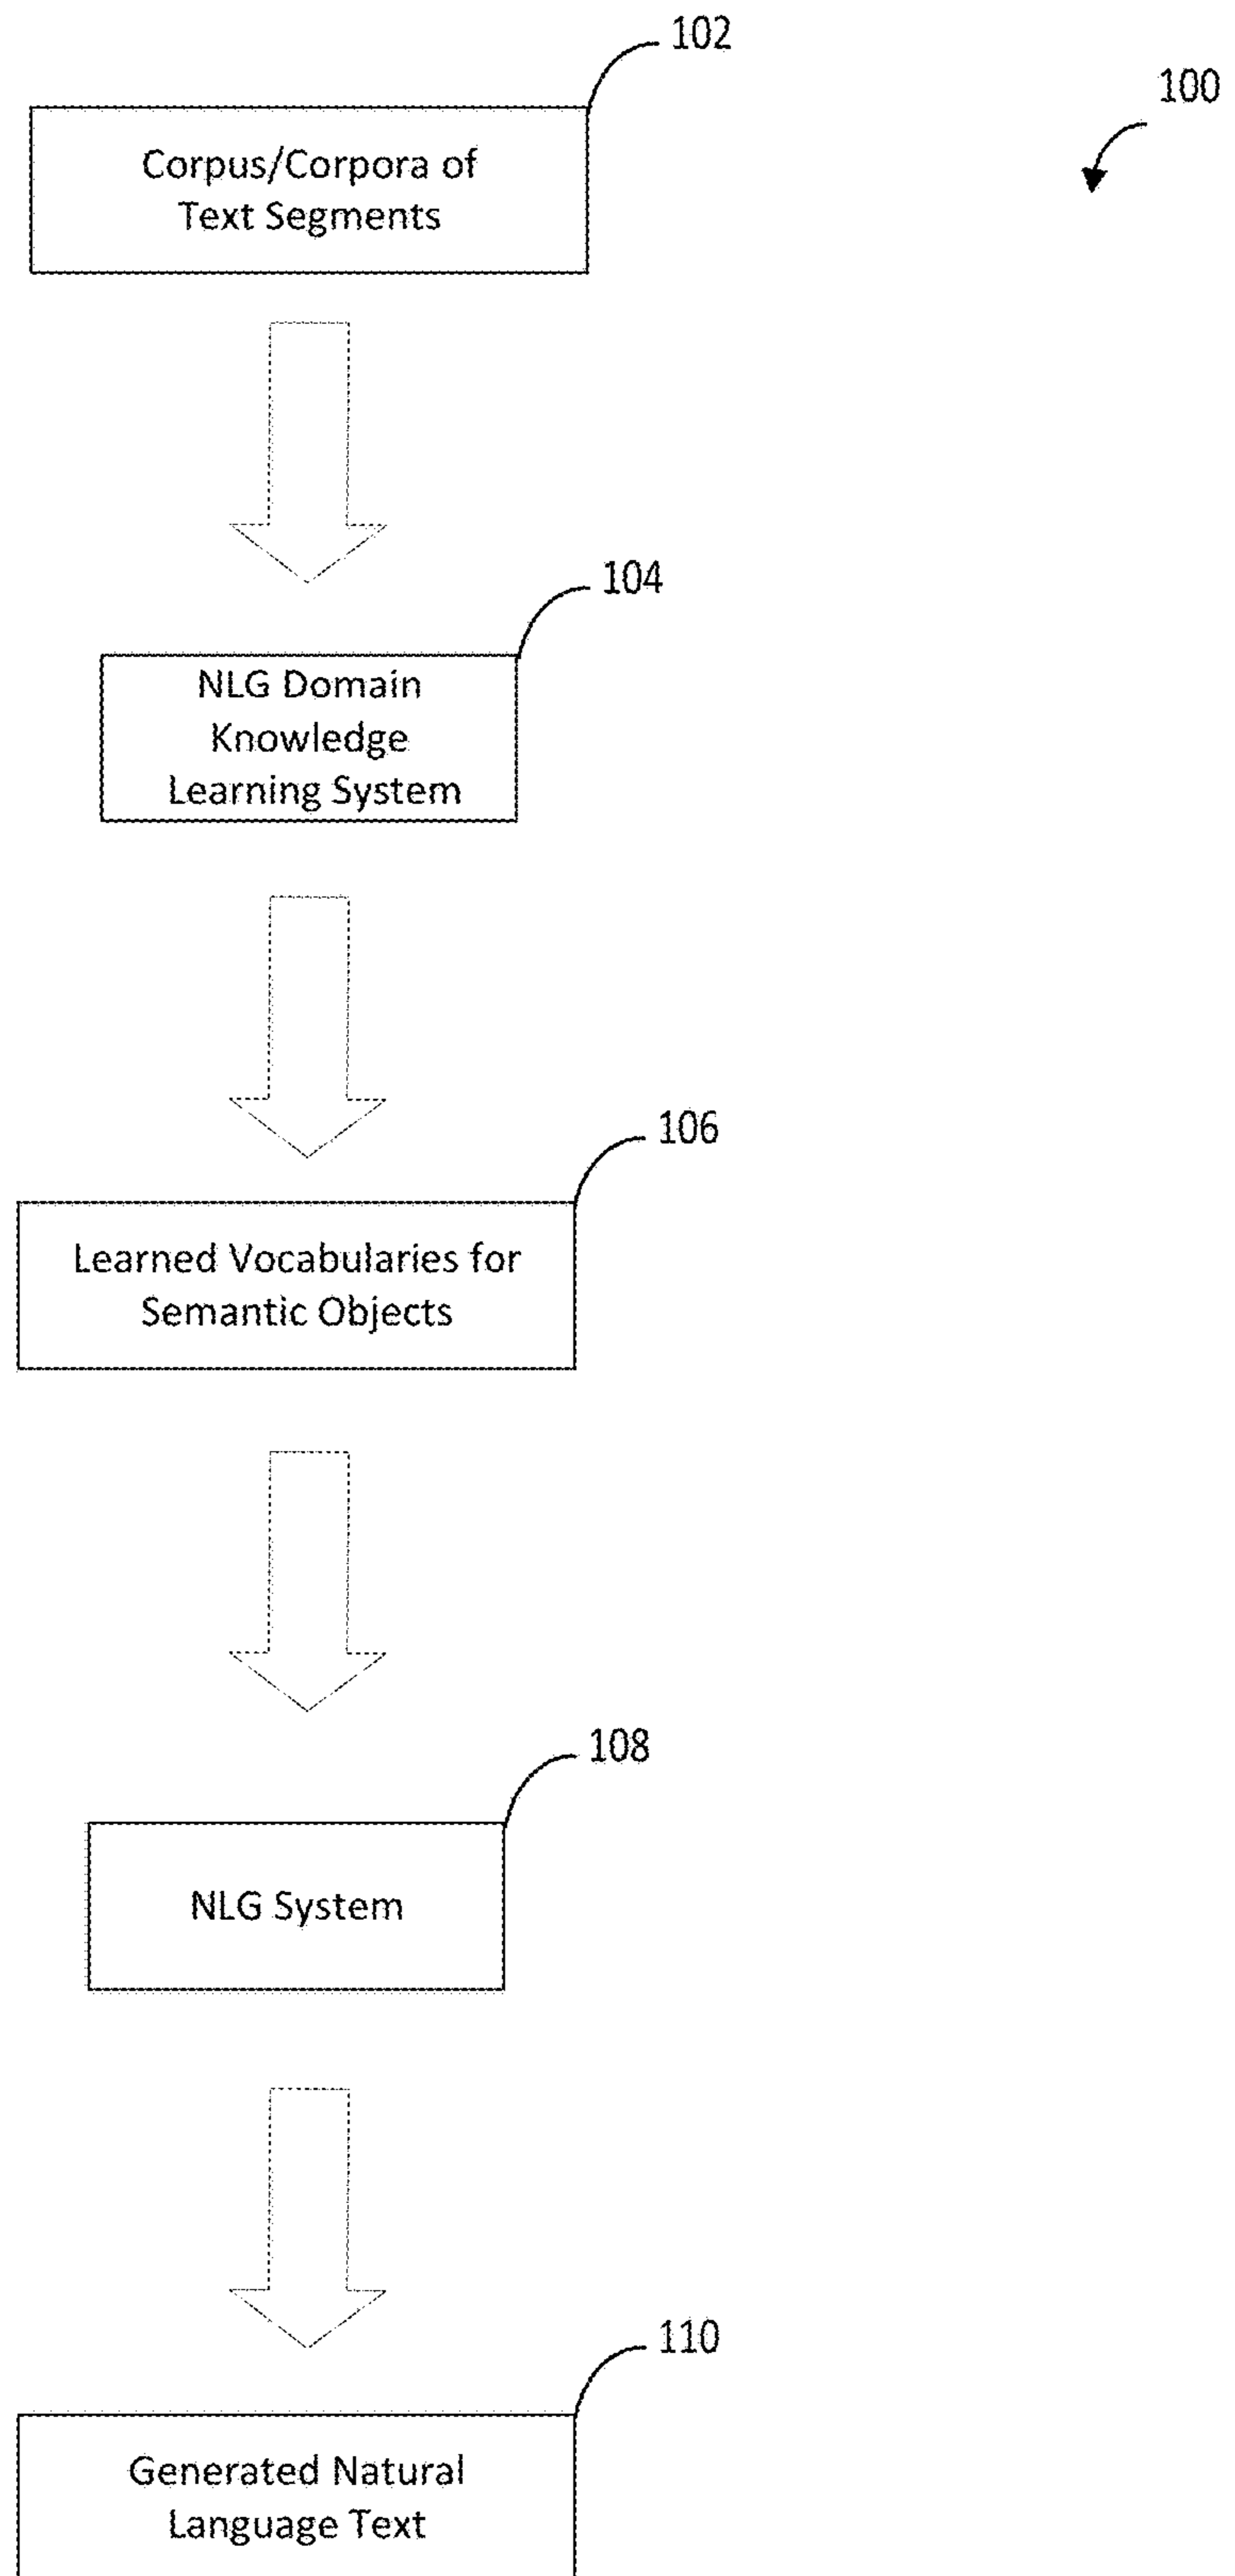 102
100
Corpus/Corpora of
Text Segments
104
NLG Domain
Knowledge
Learning System
106
Learned Vocabularies for
Semantic Objects
108
NLG System
110
Generated Natural
Language Text